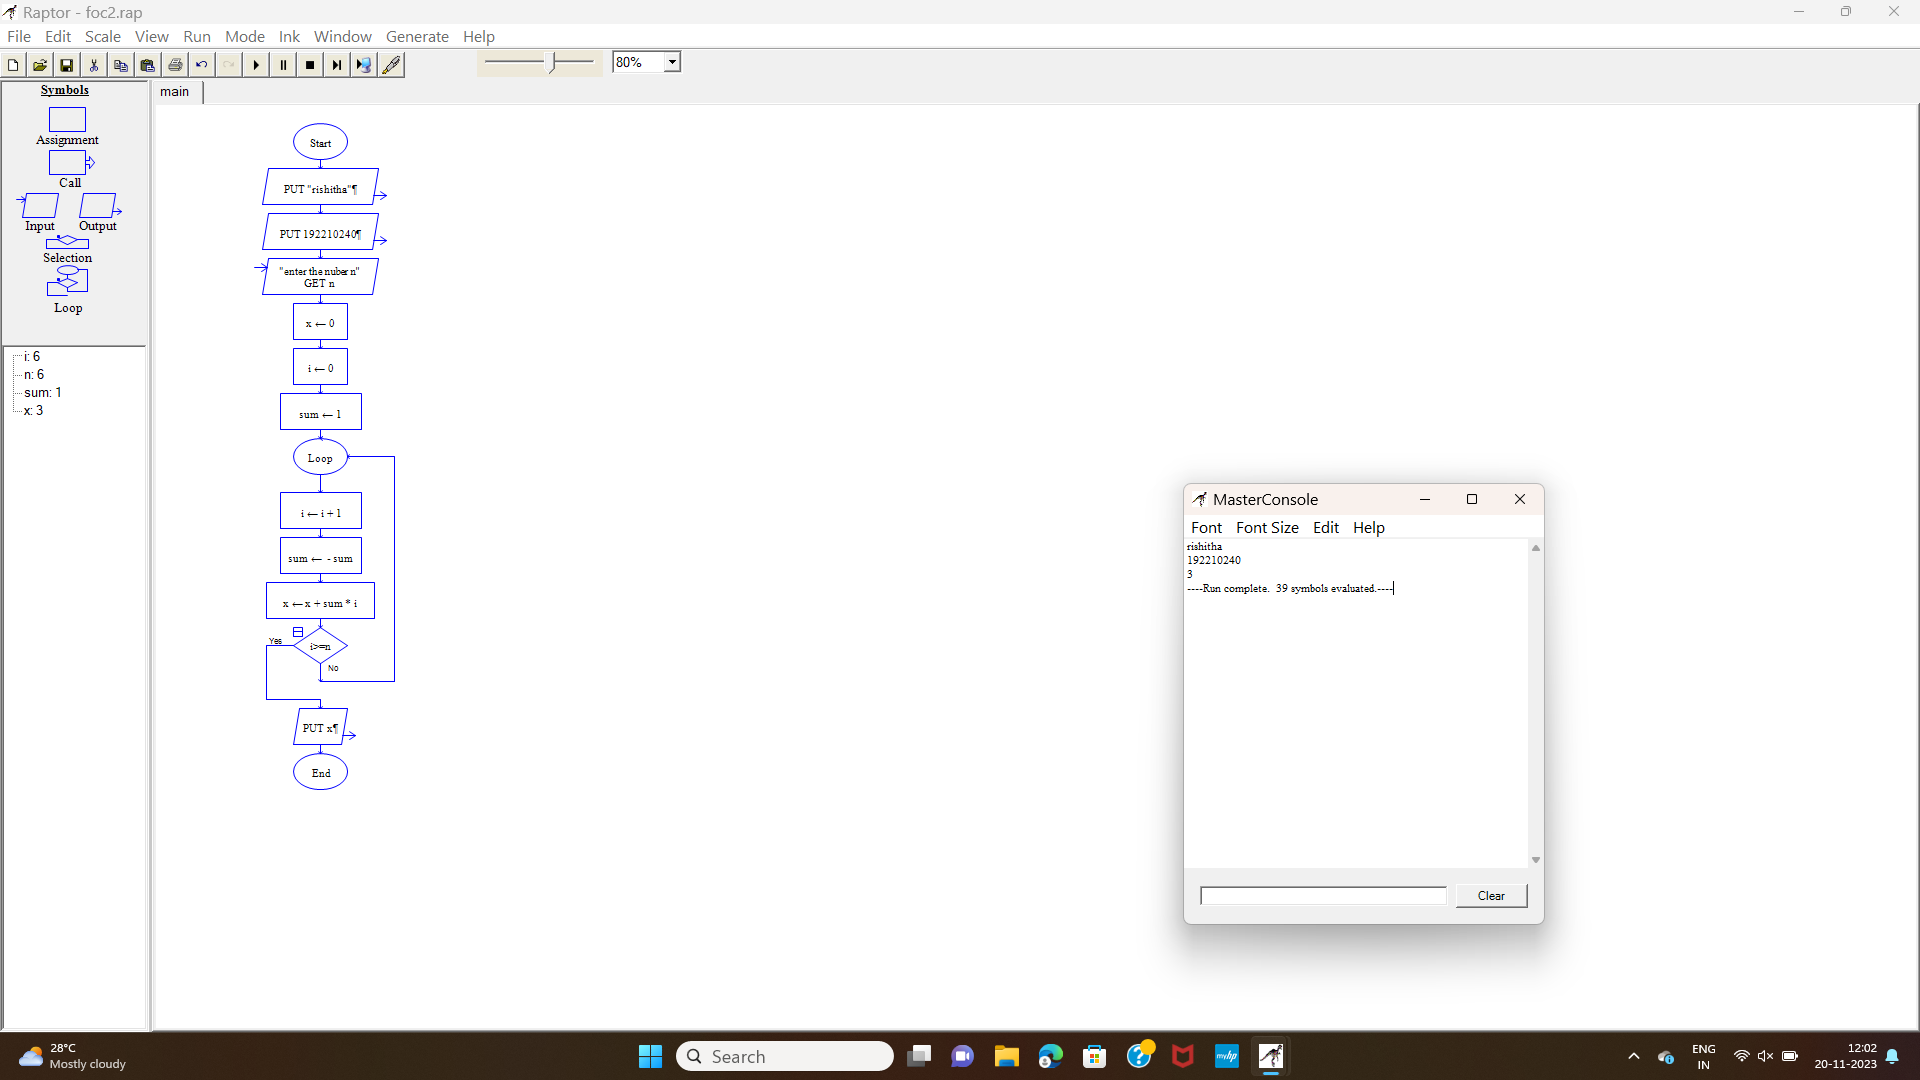 Raptor - foc2.rap
File Edit Scale View Run Mode Ink Window Generate Help
80%
Symbols
Assignment
Call
Input Output
Selection
Loop
i: 6
n: 6
sum: 1
x: 3
main
Start
PUT "rishitha"¶
PUT 192210240¶
"enter the nuber n"
GET n
x ← 0
i ← 0
sum ← 1
Loop
i ← i + 1
sum ← - sum
x ← x + sum * i
Yes
i>=n
No
PUT x¶
End
MasterConsole
Font Font Size Edit Help
rishitha
192210240
3
----Run complete. 39 symbols evaluated.----
Clear
28°C
Mostly cloudy
Search
myhp
ENG
IN
12:02
20-11-2023